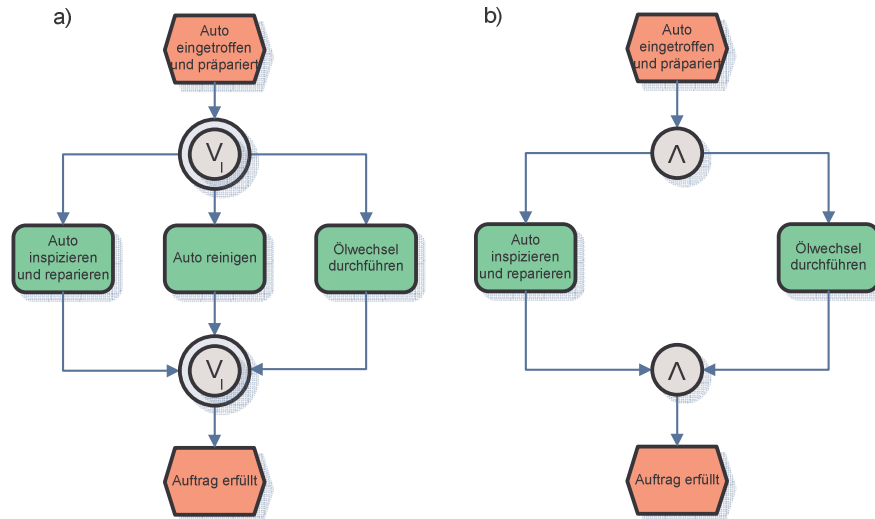 a)
Auto
eingetroffen
und präpariert
V
I
Auto
inspizieren
und reparieren
Auto reinigen
Ölwechsel
durchführen
V
I
Auftrag erfüllt
b)
Auto
eingetroffen
und präpariert
Λ
Auto
inspizieren
und reparieren
Ölwechsel
durchführen
Λ
Auftrag erfüllt